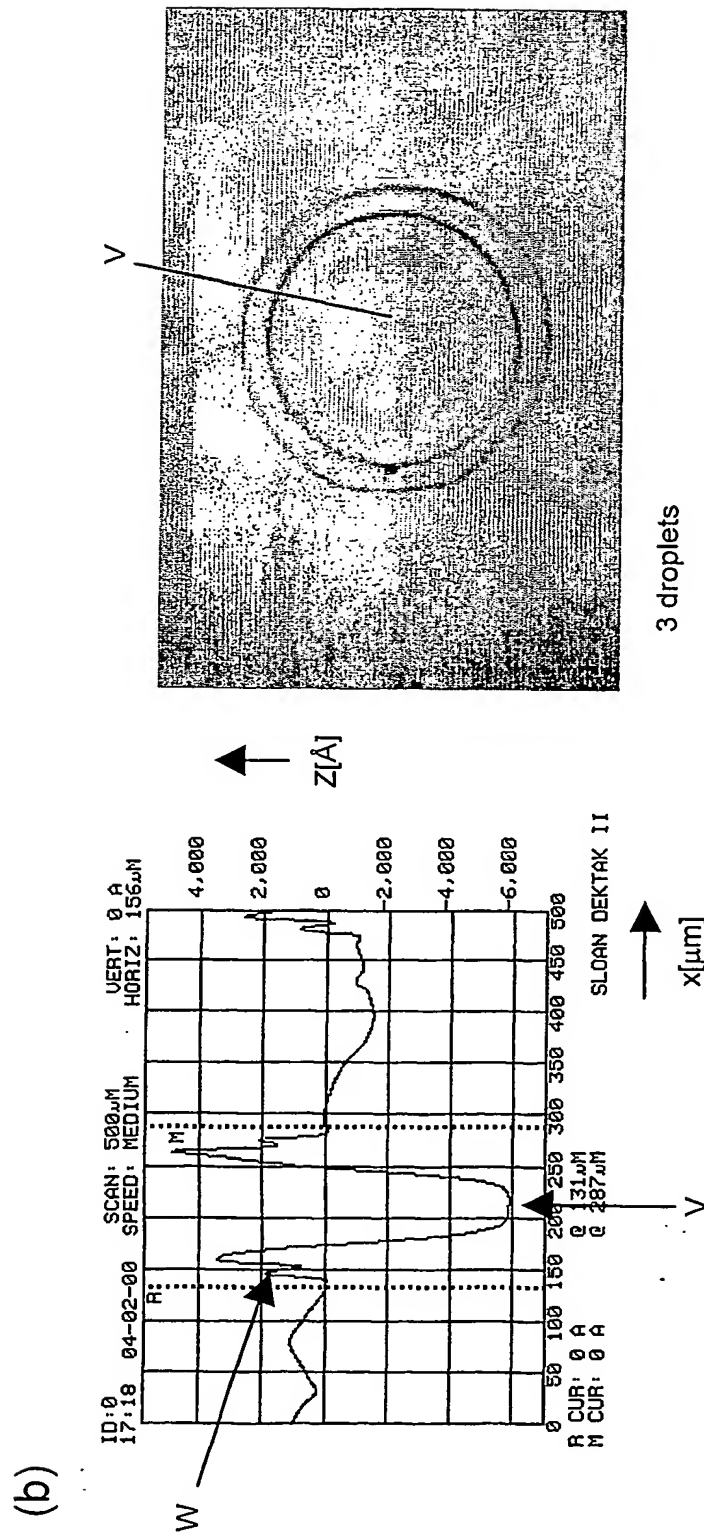 (b)
ID:0 SCAN: 500µM VERT: 0 A
17:18 04-02-00 SPEED: MEDIUM HORIZ: 156µM
R
M
W
4,000
2,000
0
2,000
4,000
6,000
0 50 100 150 200 250 300 350 400 450 500
R CUR: 0 A @ 131µM
M CUR: 0 A @ 287µM
SLOAN DEKTAK II
V
X[µm]
Z[Å]
V
3 droplets